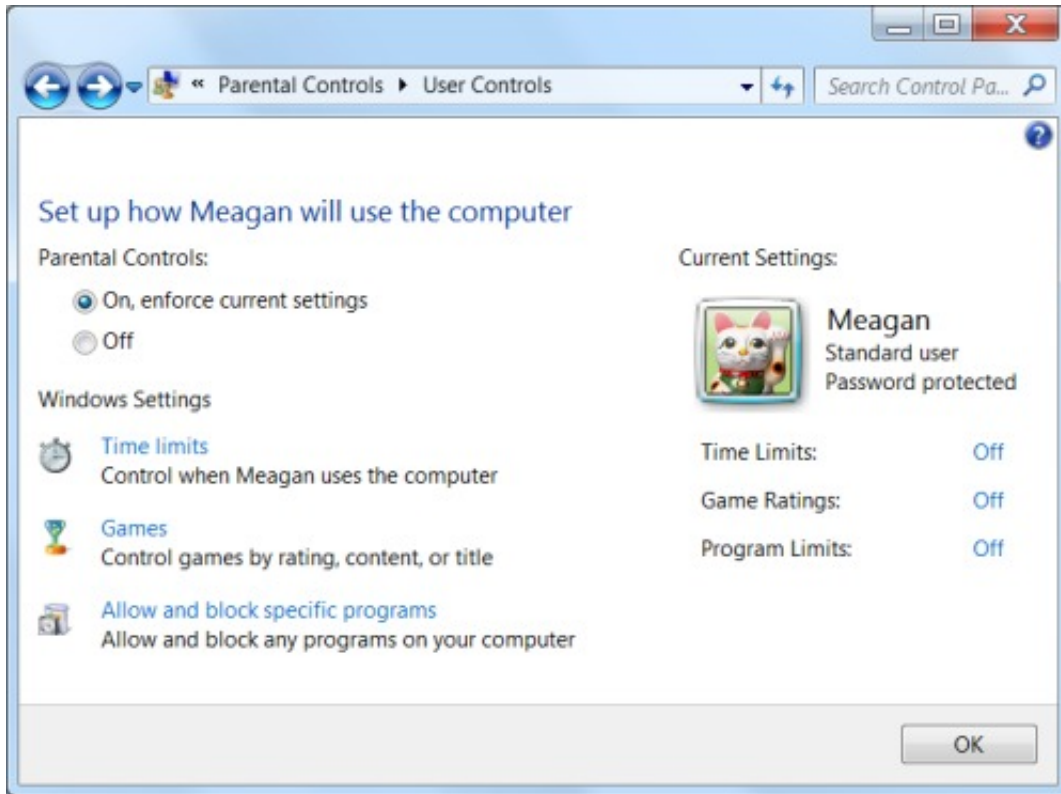 « Parental Controls ▸ User Controls
Search Control Pa...
Set up how Meagan will use the computer
Parental Controls:
On, enforce current settings
Off
Windows Settings
Time limits
Control when Meagan uses the computer
Games
Control games by rating, content, or title
Allow and block specific programs
Allow and block any programs on your computer
Current Settings:
Meagan
Standard user
Password protected
Time Limits: Off
Game Ratings: Off
Program Limits: Off
OK